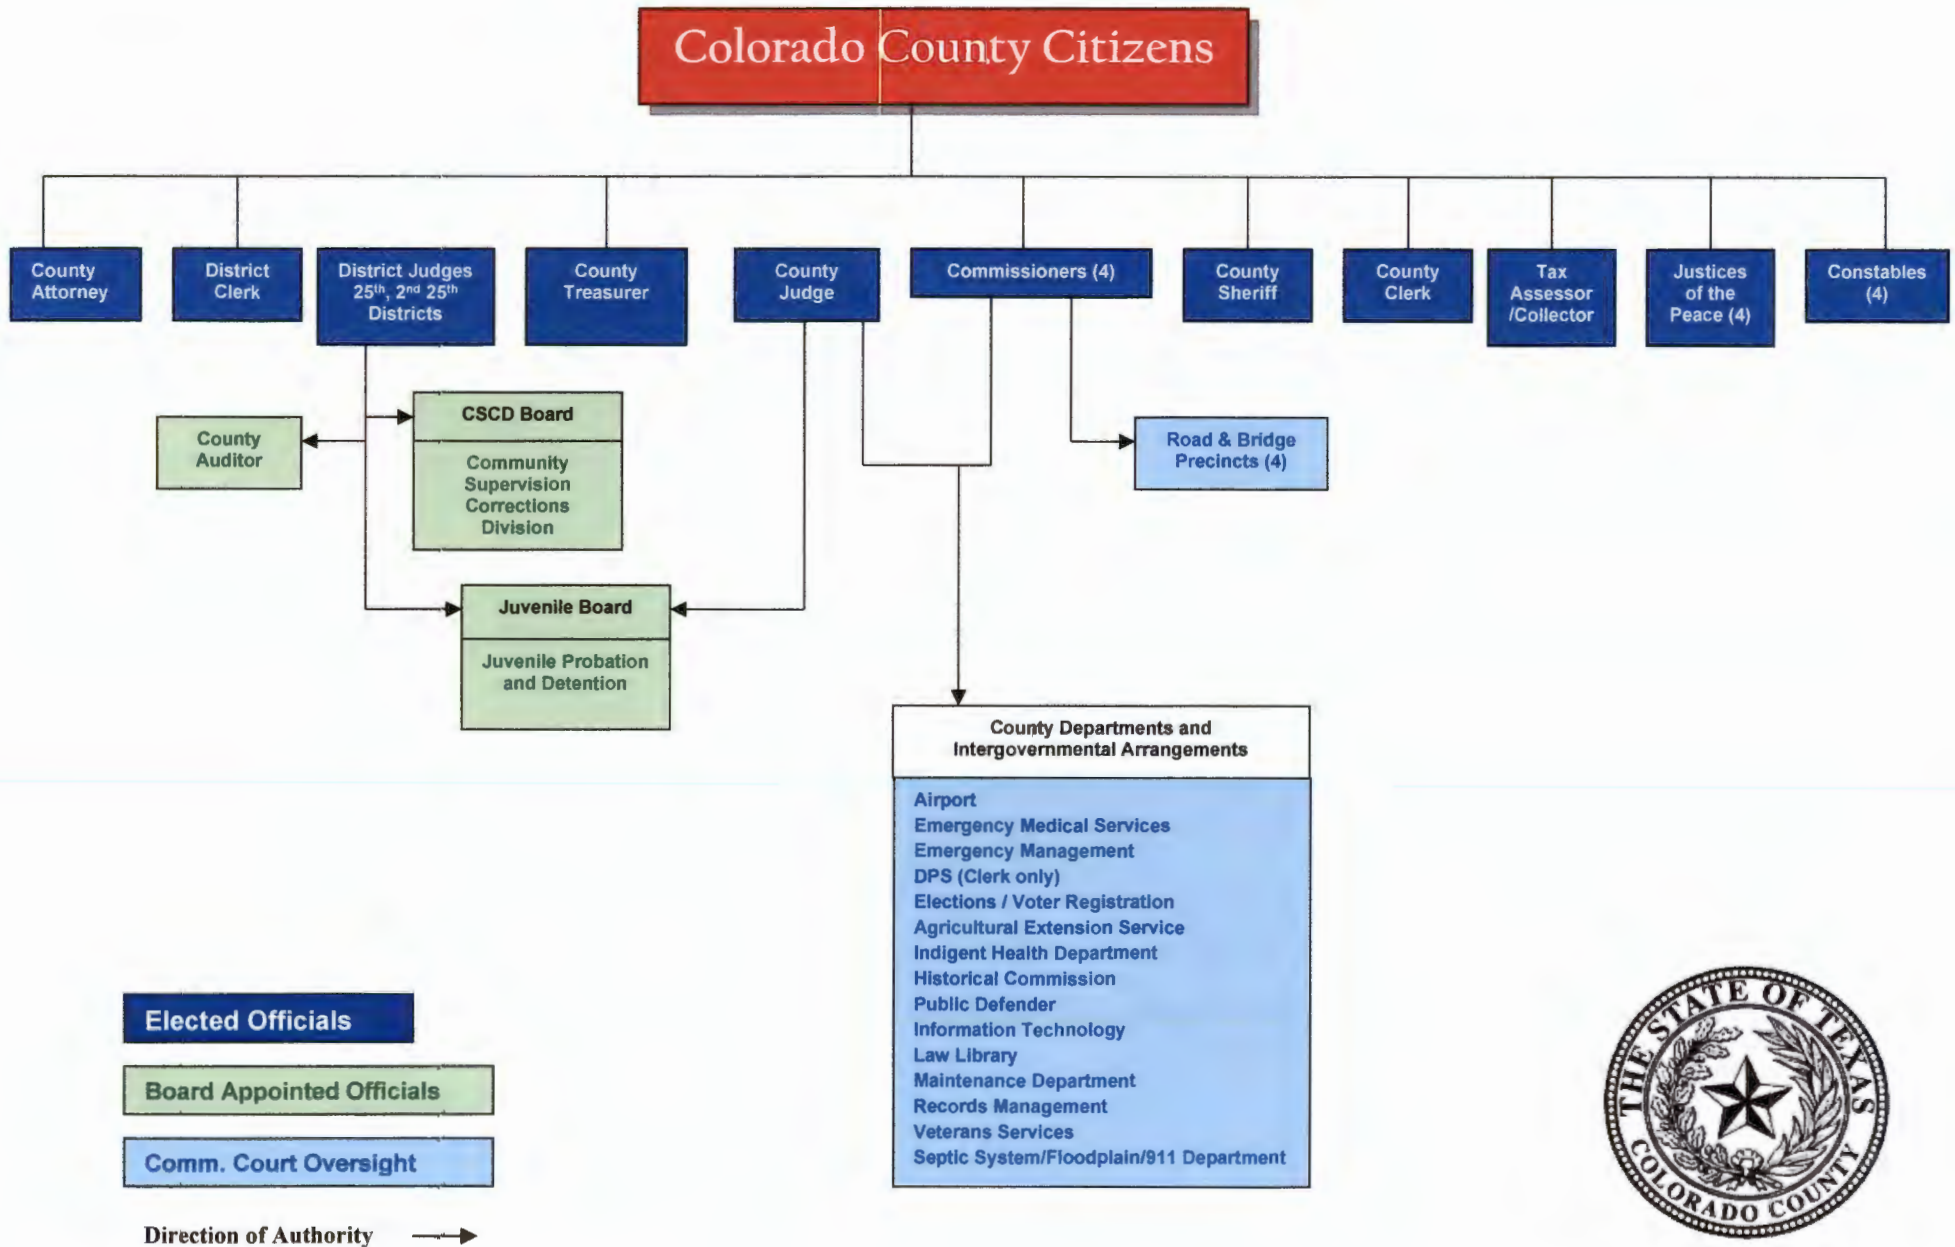 Colorado County Citizens
County
Attorney
District
Clerk
District Judges
25th, 2nd 25th
Districts
County
Treasurer
County
Judge
Commissioners (4)
County
Sheriff
County
Clerk
Tax
Assessor
/Collector
Justices
of the
Peace (4)
Constables
(4)
County
Auditor
CSCD Board
Community
Supervision
Corrections
Division
Road & Bridge
Precincts (4)
Juvenile Board
Juvenile Probation
and Detention
County Departments and
Intergovernmental Arrangements
Airport
Emergency Medical Services
Emergency Management
DPS (Clerk only)
Elections / Voter Registration
Agricultural Extension Service
Indigent Health Department
Historical Commission
Public Defender
Information Technology
Law Library
Maintenance Department
Records Management
Veterans Services
Septic System/Floodplain/911 Department
Elected Officials
Board Appointed Officials
Comm. Court Oversight
Direction of Authority
THE STATE OF TEXAS
COLORADO COUNTY